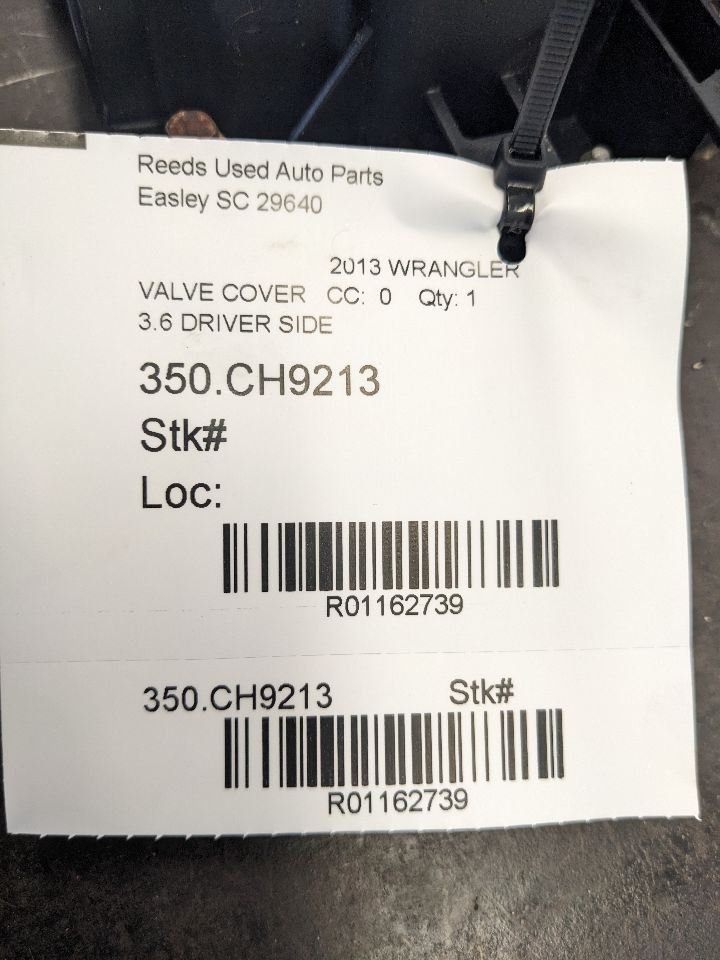 Reeds Used Auto Parts
Easley SC 29640
2013 WRANGLER
VALVE COVER CC: 0 Qty: 1
3.6 DRIVER SIDE
350.CH9213
Stk#
Loc:
R01162739
350.CH9213 Stk#
R01162739